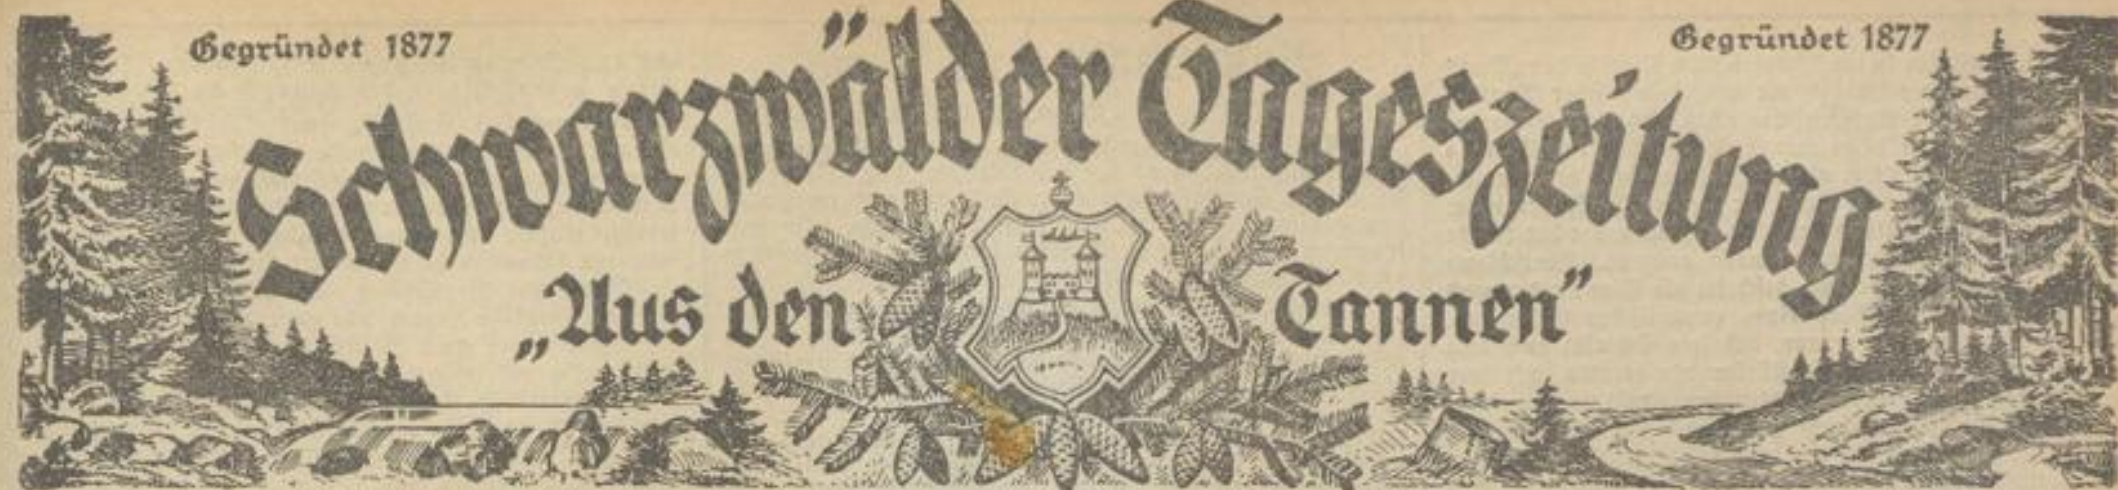 Gegründet 1877
Gegründet 1877
Schwarzwälder Tageszeitung
„Aus den Tannen”